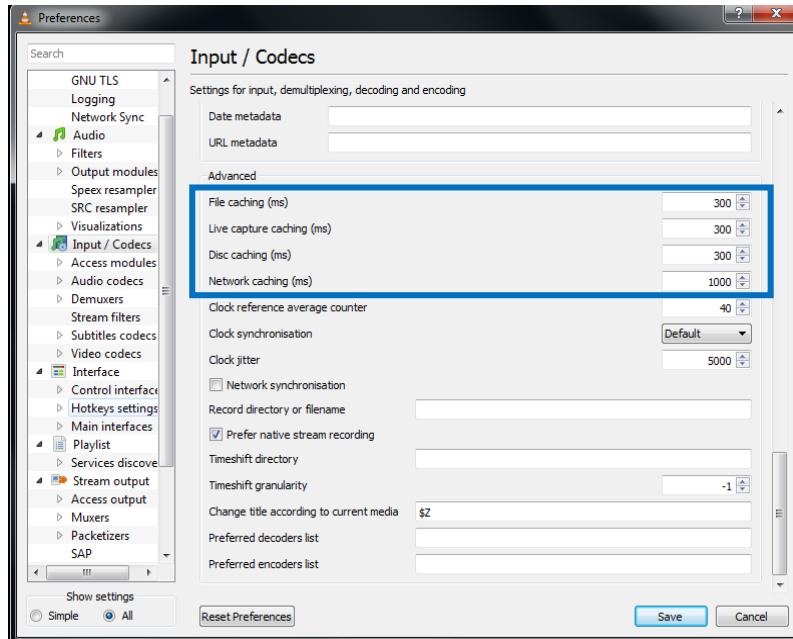 Preferences
Search
GNU TLS
Logging
Network Sync
Audio
Filters
Output modules
Speex resampler
SRC resampler
Visualizations
Input / Codecs
Access modules
Audio codecs
Demuxers
Stream filters
Subtitles codecs
Video codecs
Interface
Control interface
Hotkeys settings
Main interfaces
Playlist
Services discove
Stream output
Access output
Muxers
Packetizers
SAP
Show settings
Simple All
Input / Codecs
Settings for input, demultiplexing, decoding and encoding
Date metadata
URL metadata
Advanced
File caching (ms) 300
Live capture caching (ms) 300
Disc caching (ms) 300
Network caching (ms) 1000
Clock reference average counter 40
Clock synchronisation Default
Clock jitter 5000
Network synchronisation
Record directory or filename
Prefer native stream recording
Timeshift directory
Timeshift granularity -1
Change title according to current media $Z
Preferred decoders list
Preferred encoders list
Reset Preferences Save Cancel